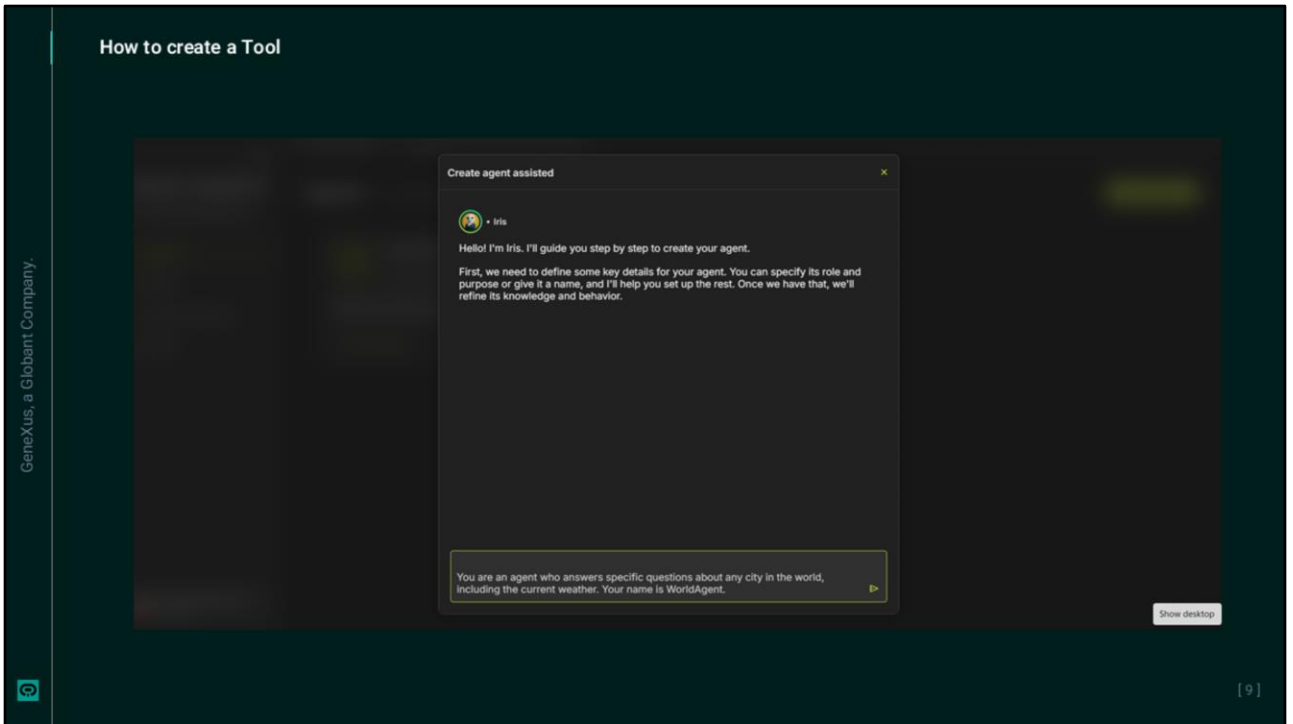 How to create a Tool
Create agent assisted
×
• Iris
Hello! I'm Iris. I'll guide you step by step to create your agent.
First, we need to define some key details for your agent. You can specify its role and
purpose or give it a name, and I'll help you set up the rest. Once we have that, we'll
refine its knowledge and behavior.
You are an agent who answers specific questions about any city in the world,
including the current weather. Your name is WorldAgent.
Show desktop
GeneXus, a Globant Company.
[ 9 ]